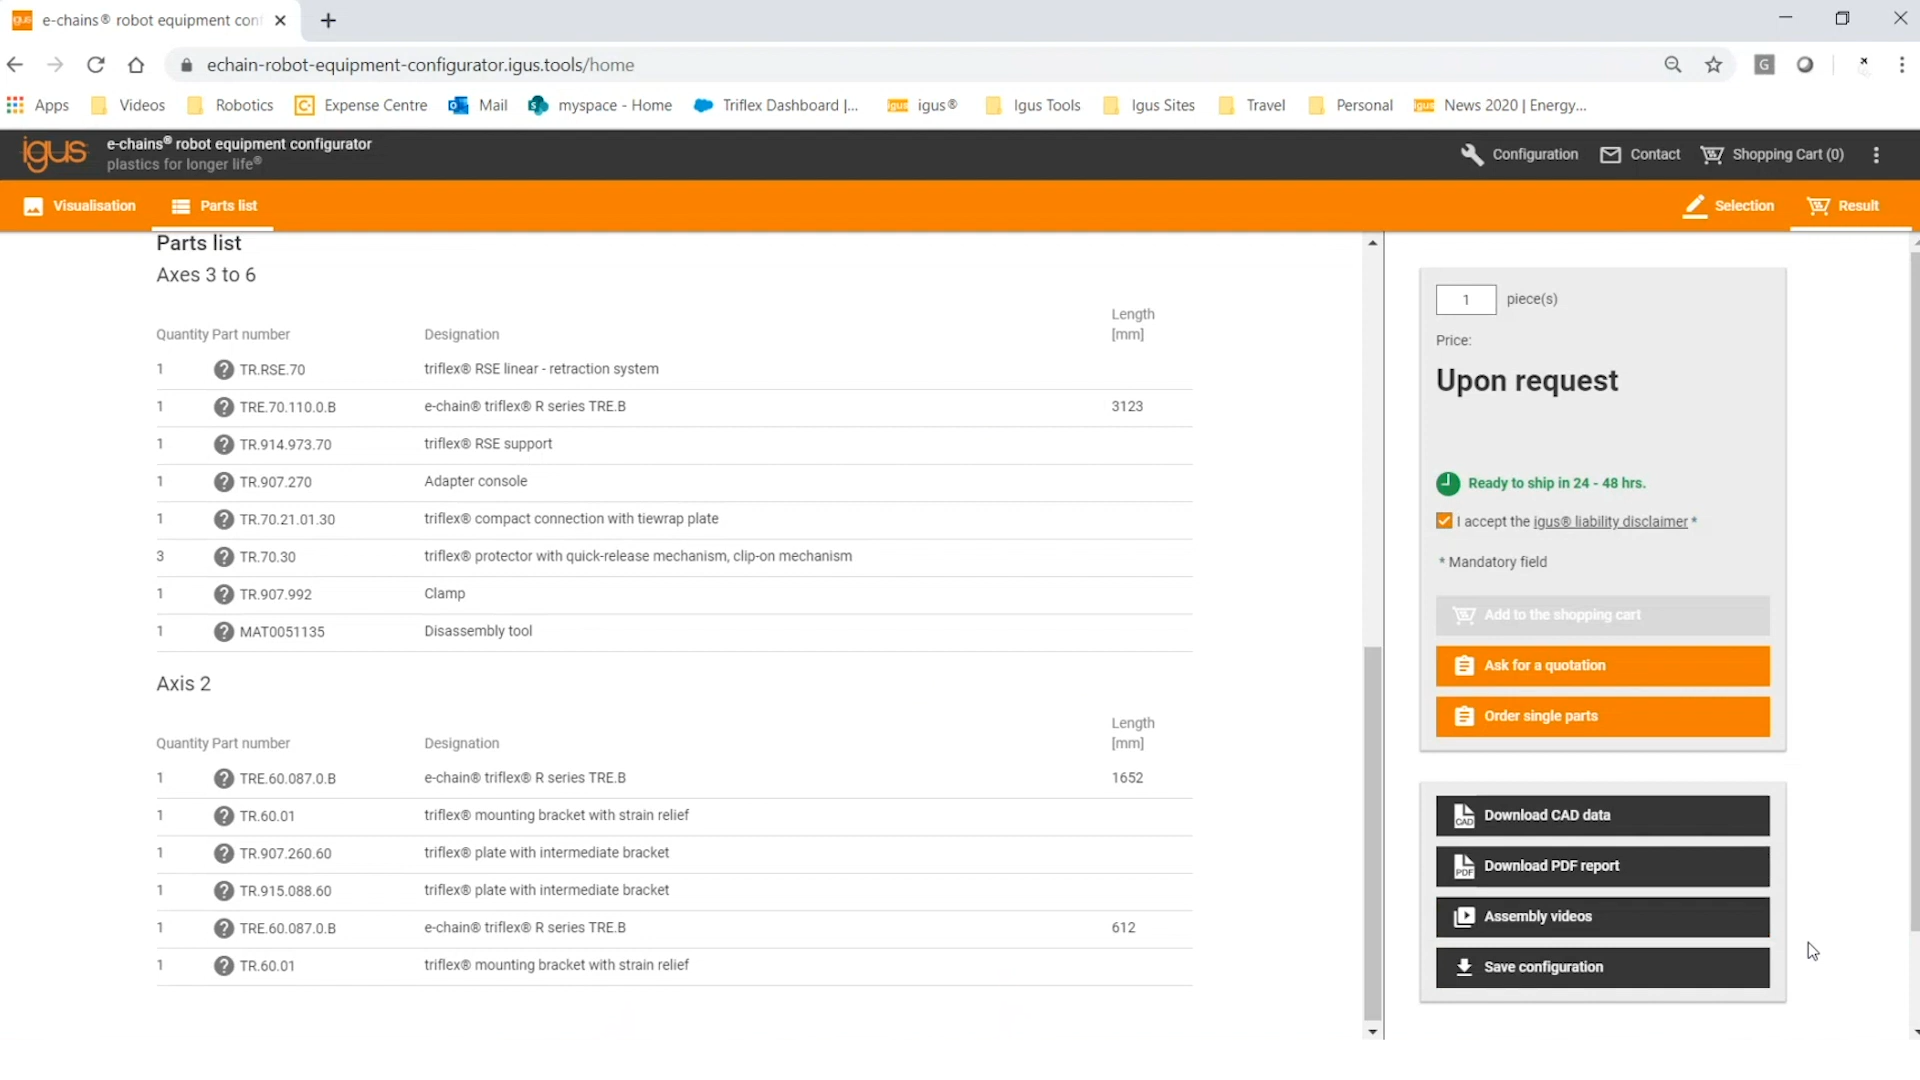 e-chains® robot equipment con
echain-robot-equipment-configurator.igus.tools/home
G
Apps Videos Robotics Expense Centre Mail myspace - Home Triflex Dashboard |... igus® Igus Tools Igus Sites Travel Personal News 2020 | Energy...
igus
e-chains® robot equipment configurator
plastics for longer life®
Configuration Contact Shopping Cart (0)
Visualisation Parts list Selection Result
Parts list
Axes 3 to 6
Quantity Part number Designation Length [mm]
1 TR.RSE.70 triflex® RSE linear - retraction system
1 TRE.70.110.0.B e-chain® triflex® R series TRE.B 3123
1 TR.914.973.70 triflex® RSE support
1 TR.907.270 Adapter console
1 TR.70.21.01.30 triflex® compact connection with tiewrap plate
3 TR.70.30 triflex® protector with quick-release mechanism, clip-on mechanism
1 TR.907.992 Clamp
1 MAT0051135 Disassembly tool
Axis 2
Quantity Part number Designation Length [mm]
1 TRE.60.087.0.B e-chain® triflex® R series TRE.B 1652
1 TR.60.01 triflex® mounting bracket with strain relief
1 TR.907.260.60 triflex® plate with intermediate bracket
1 TR.915.088.60 triflex® plate with intermediate bracket
1 TRE.60.087.0.B e-chain® triflex® R series TRE.B 612
1 TR.60.01 triflex® mounting bracket with strain relief
1 piece(s)
Price:
Upon request
Ready to ship in 24 - 48 hrs.
I accept the igus® liability disclaimer *
* Mandatory field
Add to the shopping cart
Ask for a quotation
Order single parts
CAD Download CAD data
PDF Download PDF report
Assembly videos
Save configuration